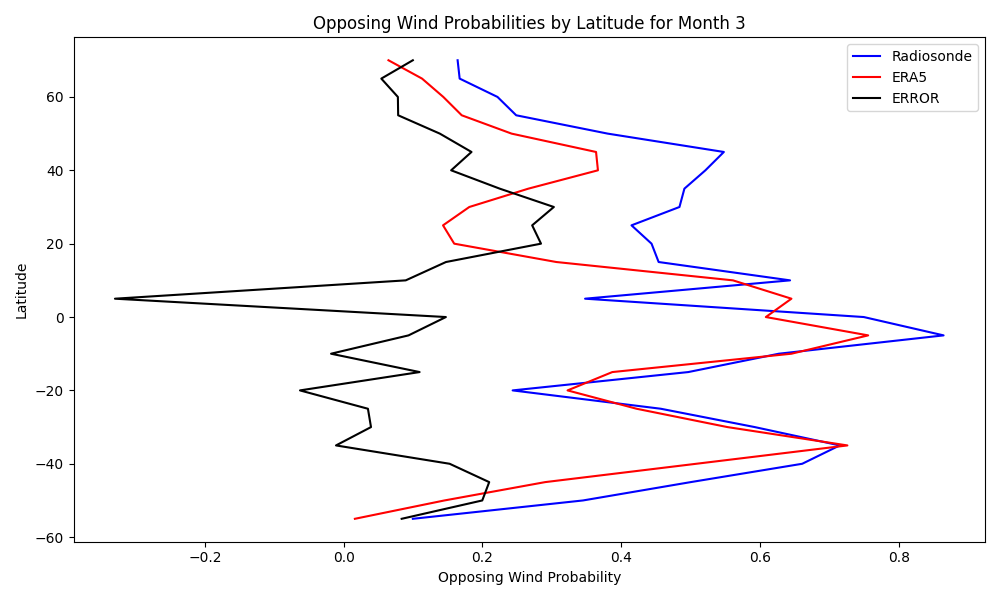 Opposing Wind Probabilities by Latitude for Month 3
Radiosonde
ERA5
ERROR
Latitude
60
40
20
0
−20
−40
−60
−0.2
0.0
0.2
0.4
0.6
0.8
Opposing Wind Probability